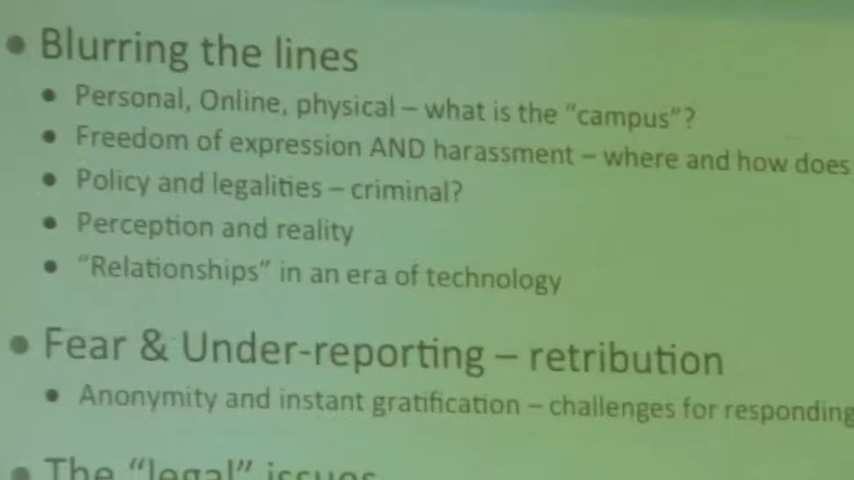 • Blurring the lines
• Personal, Online, physical – what is the “campus”?
• Freedom of expression AND harassment – where and how does
• Policy and legalities – criminal?
• Perception and reality
• “Relationships” in an era of technology
• Fear & Under-reporting – retribution
• Anonymity and instant gratification – challenges for responding
• The “legal” issues